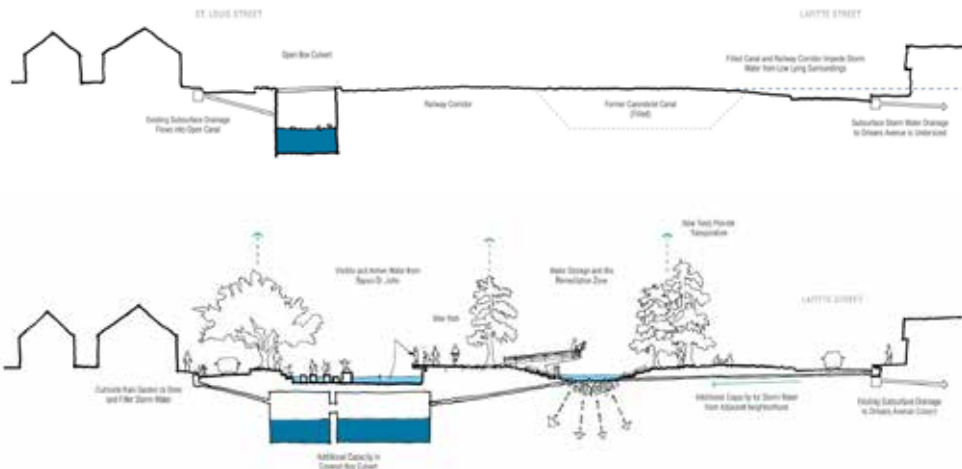 ST. LOUIS STREET
LAFITTE STREET
Open Box Culvert
Filled Canal and Railway Corridor Impede Storm
Water from Low Lying Surroundings
Existing Subsurface Drainage
Flows into Open Canal
Railway Corridor
Former Carondelet Canal
(Filled)
Subsurface Storm Water Drainage
to Orleans Avenue is Undersized
New Trees Provide
Transpiration
Visible and Active Water from
Bayou St. John
Water Storage and Bio
Remediation Zone
LAFITTE STREET
Bike Path
Curbside Rain Garden to Store
and Filter Storm Water
Additional Capacity for Storm Water
from Adjacent Neighborhoods
Existing Subsurface Drainage
to Orleans Avenue Culvert
Additional Capacity in
Covered Box Culvert